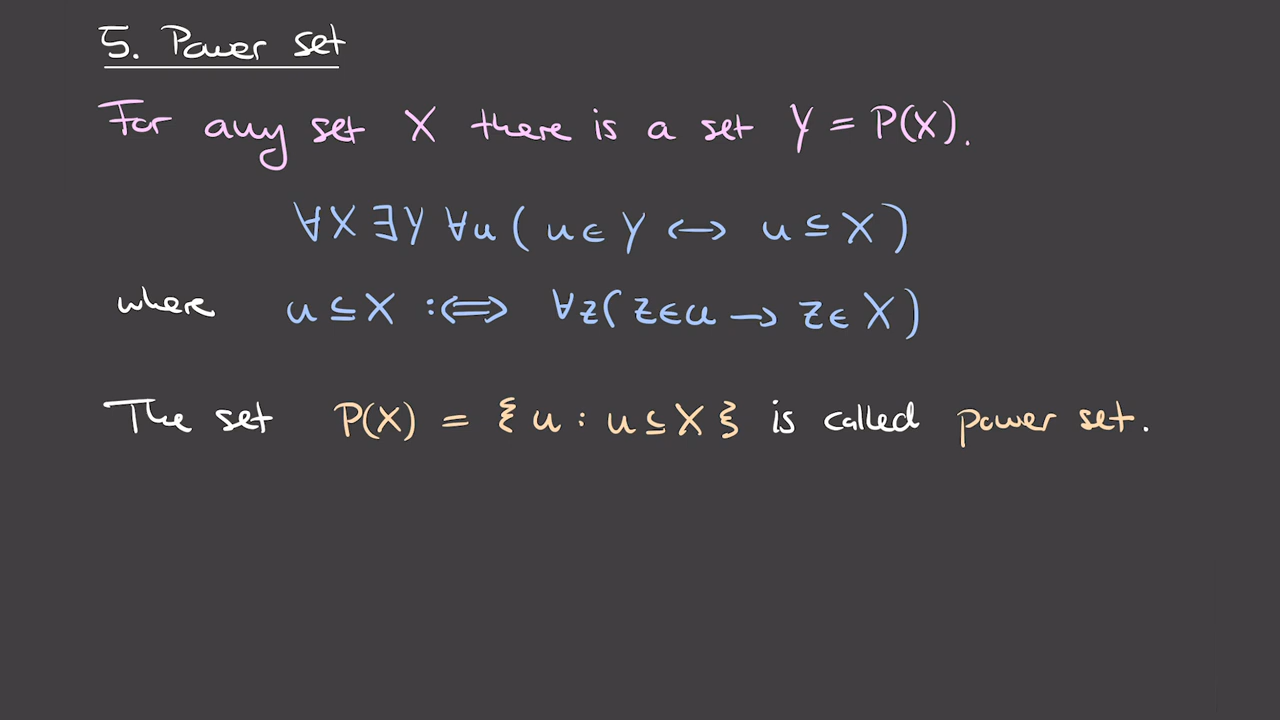 5. Power set
For any set X there is a set Y = P(X).
∀X ∃Y ∀u ( u ∈ Y ↔ u ⊆ X )
where u ⊆ X :⟺ ∀z( z ∈ u → z ∈ X )
The set P(X) = { u : u ⊆ X } is called power set.